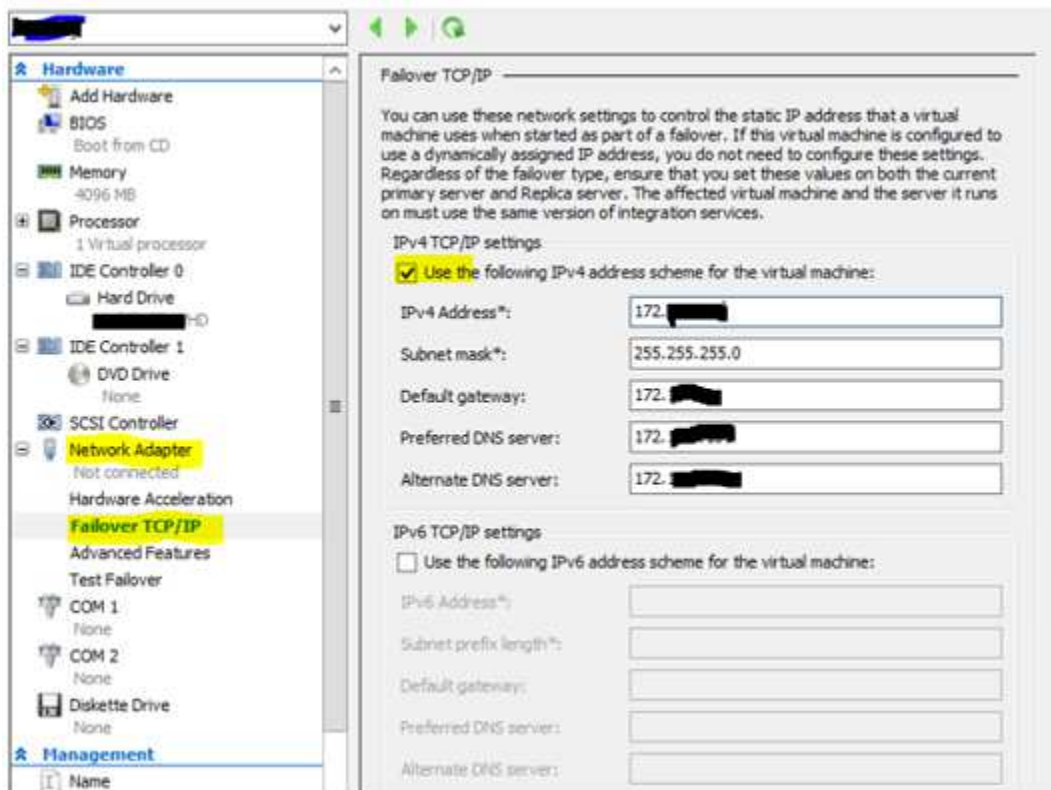 Hardware
Add Hardware
BIOS
Boot from CD
Memory
4096 MB
Processor
1 Virtual processor
IDE Controller 0
Hard Drive
HD
IDE Controller 1
DVD Drive
None
SCSI Controller
Network Adapter
Not connected
Hardware Acceleration
Failover TCP/IP
Advanced Features
Test Failover
COM 1
None
COM 2
None
Diskette Drive
None
Management
Name
Failover TCP/IP
You can use these network settings to control the static IP address that a virtual
machine uses when started as part of a failover. If this virtual machine is configured to
use a dynamically assigned IP address, you do not need to configure these settings.
Regardless of the failover type, ensure that you set these values on both the current
primary server and Replica server. The affected virtual machine and the server it runs
on must use the same version of integration services.
IPv4 TCP/IP settings
Use the following IPv4 address scheme for the virtual machine:
IPv4 Address*:
172.
Subnet mask*:
255.255.255.0
Default gateway:
172.
Preferred DNS server:
172.
Alternate DNS server:
172.
IPv6 TCP/IP settings
Use the following IPv6 address scheme for the virtual machine:
IPv6 Address*:
Subnet prefix length*:
Default gateway:
Preferred DNS server:
Alternate DNS server: